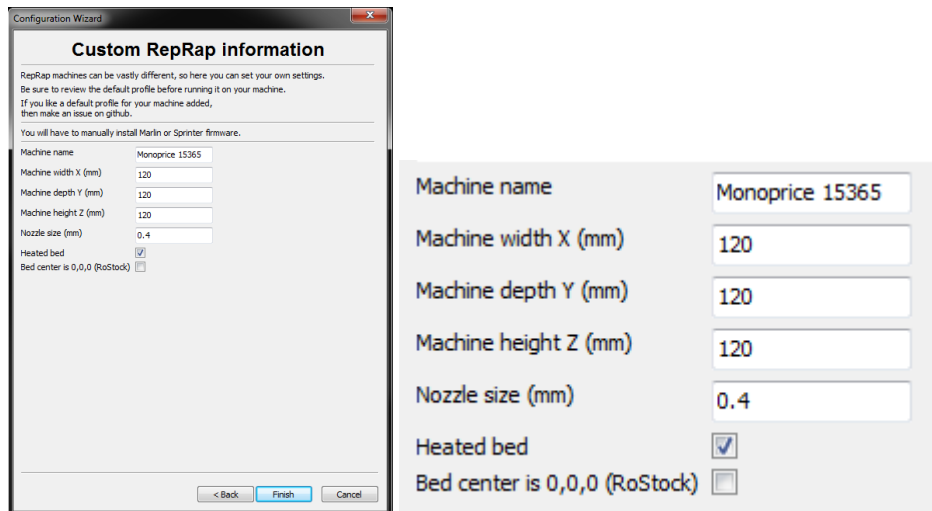 Configuration Wizard
Custom RepRap information
RepRap machines can be vastly different, so here you can set your own settings.
Be sure to review the default profile before running it on your machine.
If you like a default profile for your machine added,
then make an issue on github.
You will have to manually install Marlin or Sprinter firmware.
Machine name Monoprice 15365
Machine width X (mm) 120
Machine depth Y (mm) 120
Machine height Z (mm) 120
Nozzle size (mm) 0.4
Heated bed
Bed center is 0,0,0 (RoStock)
< Back Finish Cancel
Machine name Monoprice 15365
Machine width X (mm) 120
Machine depth Y (mm) 120
Machine height Z (mm) 120
Nozzle size (mm) 0.4
Heated bed
Bed center is 0,0,0 (RoStock)